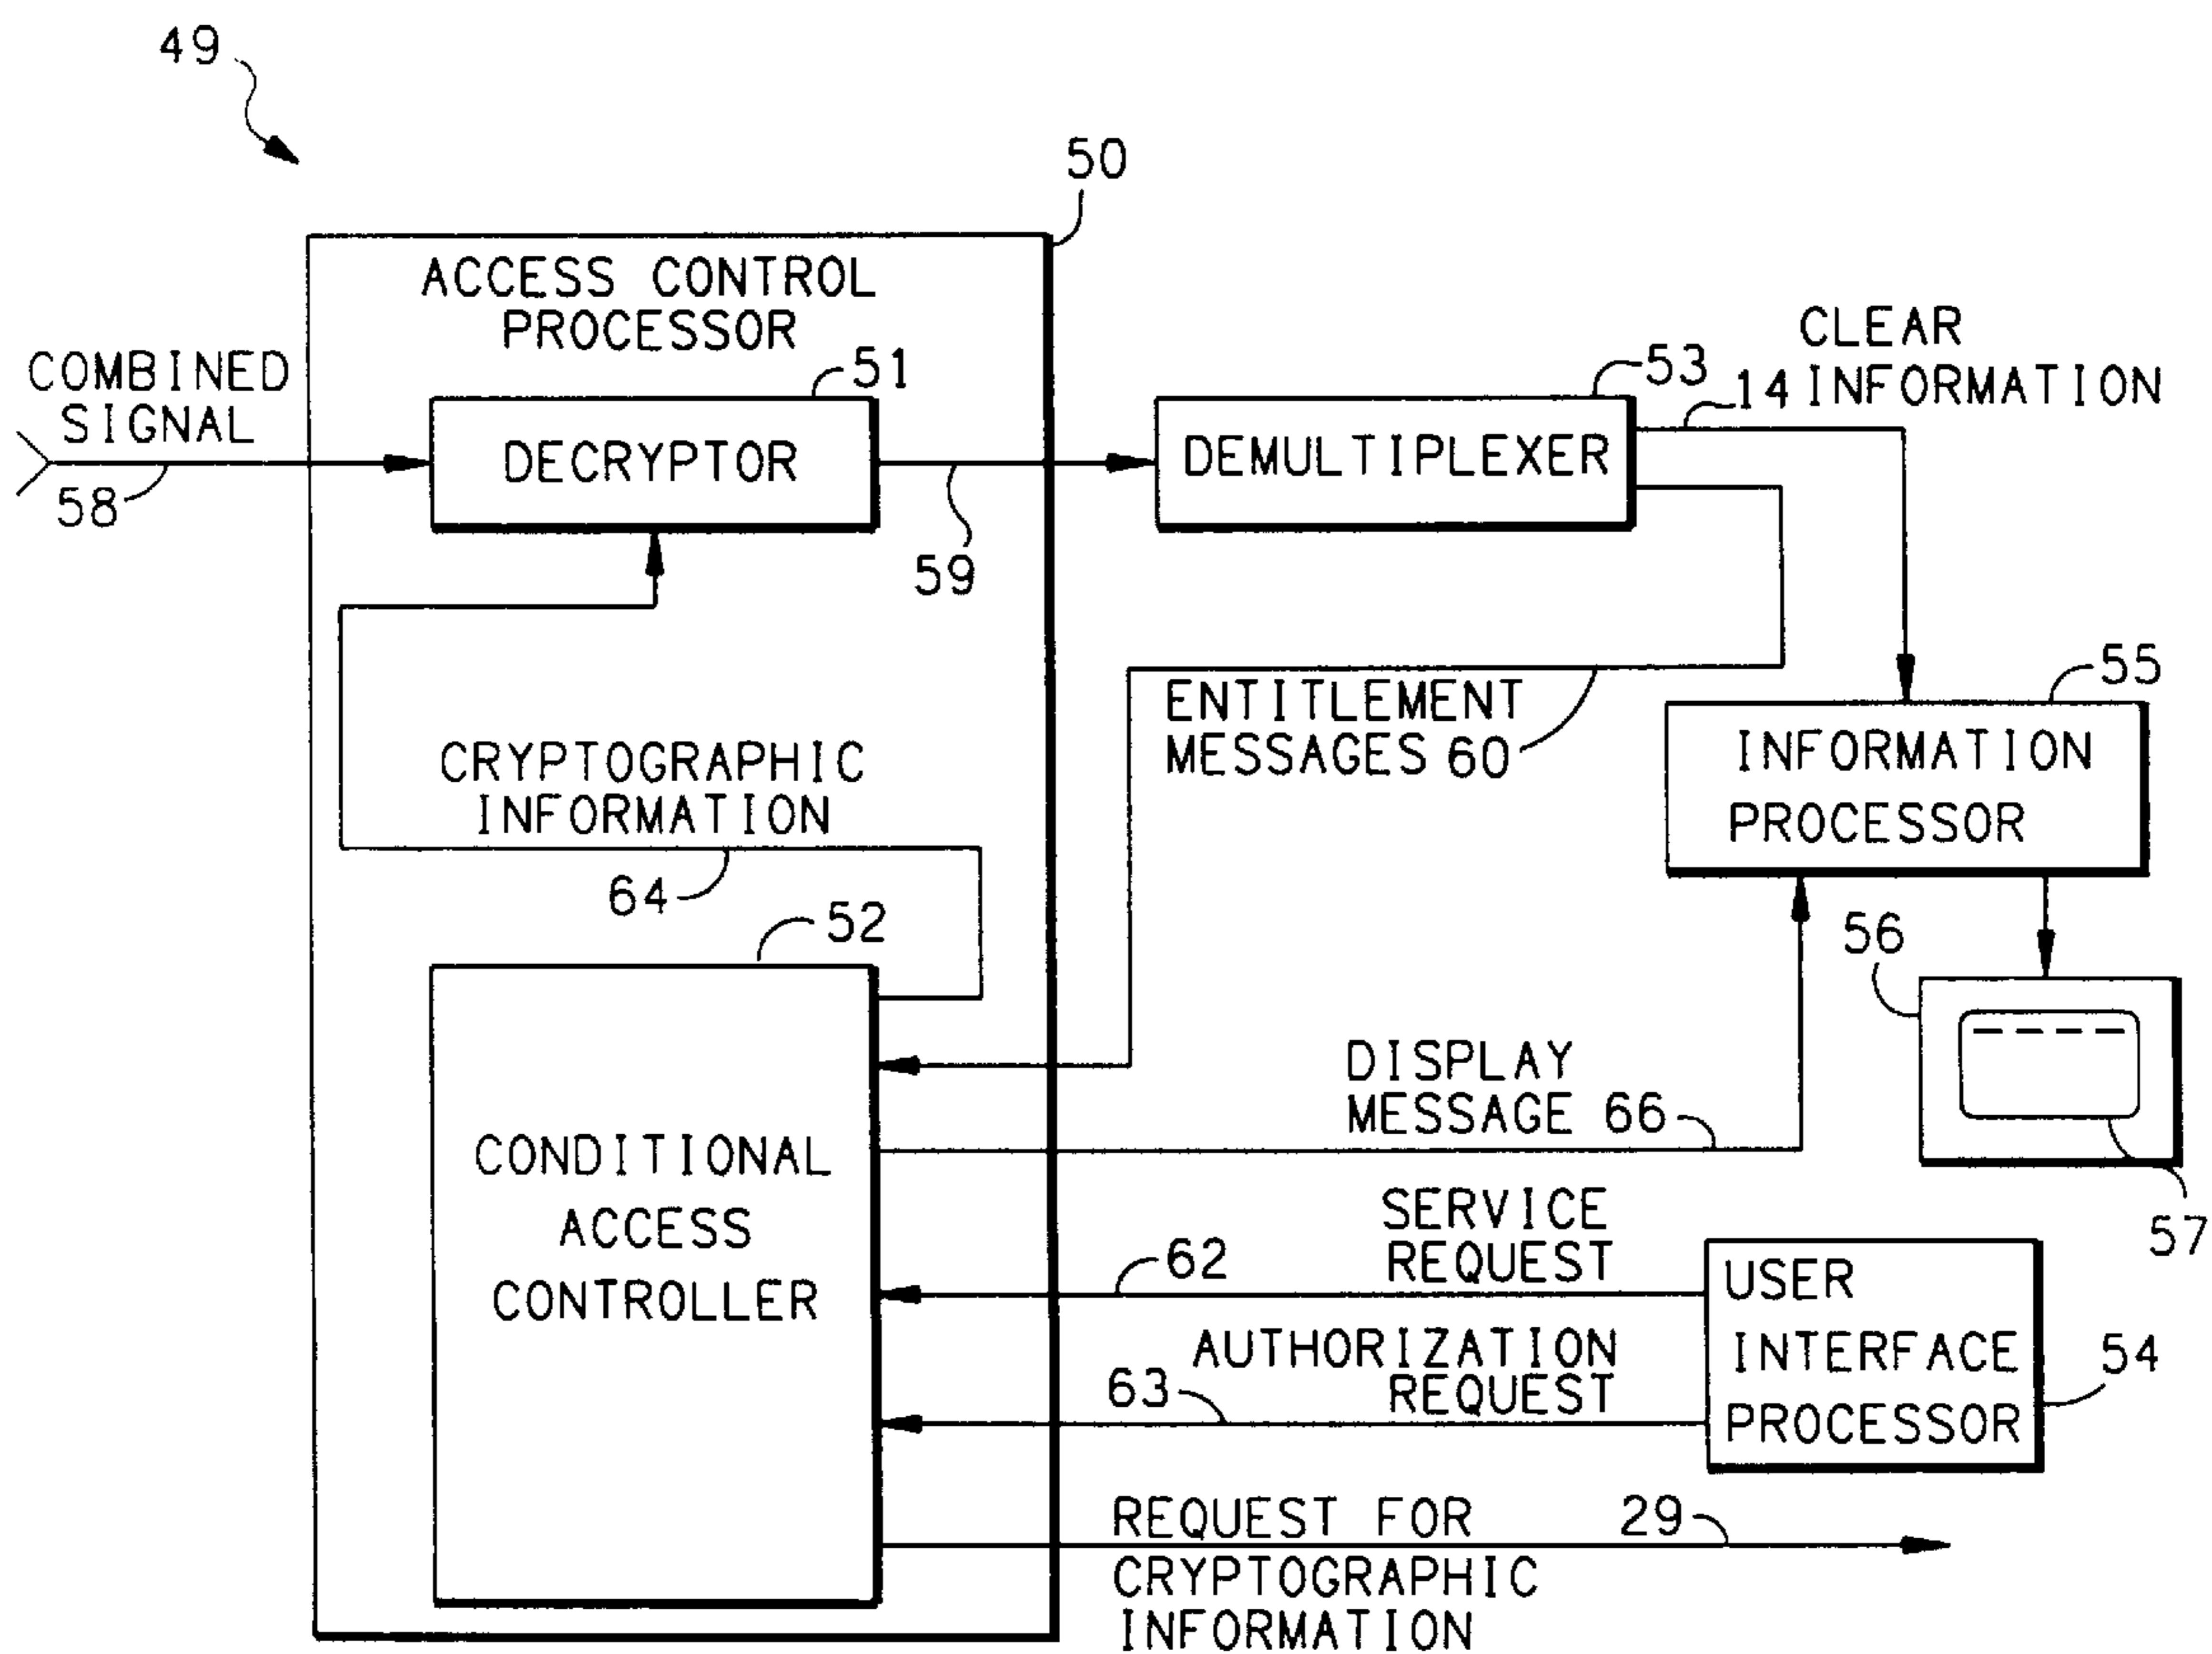 49
50
ACCESS CONTROL
PROCESSOR
COMBINED
SIGNAL
58
51
DECRYPTOR
59
53
DEMULTIPLEXER
CLEAR
14 INFORMATION
ENTITLEMENT
MESSAGES 60
55
INFORMATION
PROCESSOR
CRYPTOGRAPHIC
INFORMATION
64
52
CONDITIONAL
ACCESS
CONTROLLER
56
57
DISPLAY
MESSAGE 66
SERVICE
REQUEST
62
AUTHORIZATION
REQUEST
63
USER
INTERFACE
PROCESSOR
54
REQUEST FOR
CRYPTOGRAPHIC
INFORMATION
29